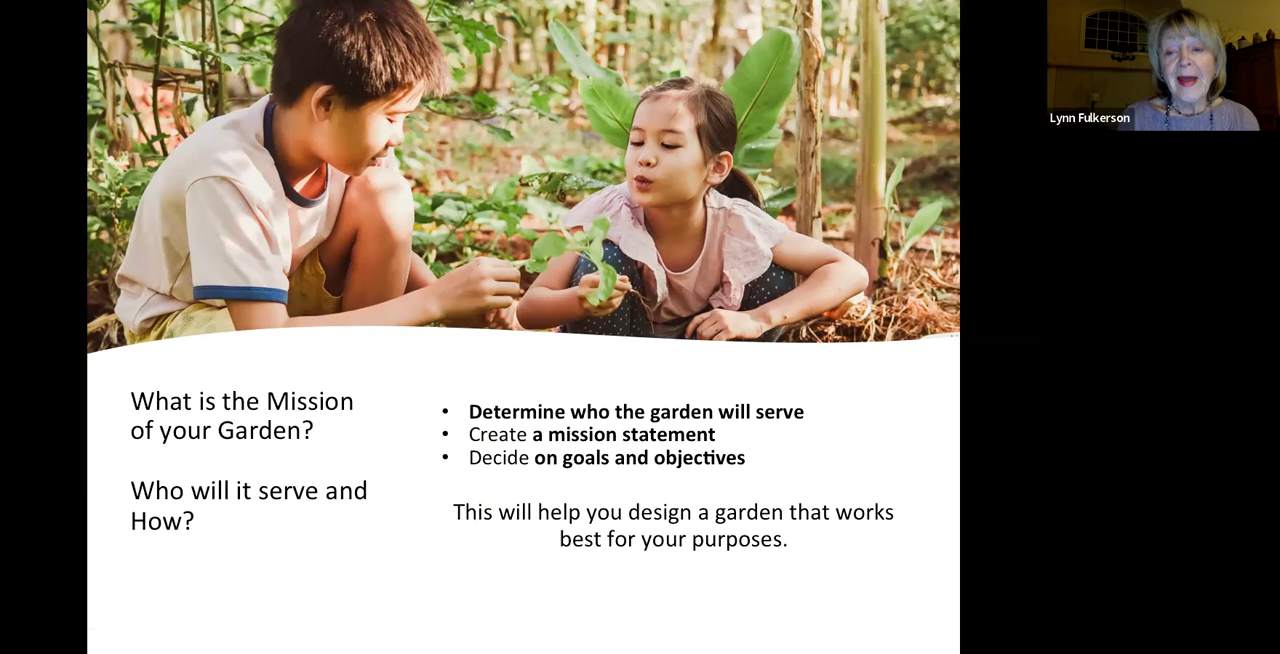 Lynn Fulkerson
What is the Mission
of your Garden?
Who will it serve and
How?
• Determine who the garden will serve
• Create a mission statement
• Decide on goals and objectives
This will help you design a garden that works
best for your purposes.